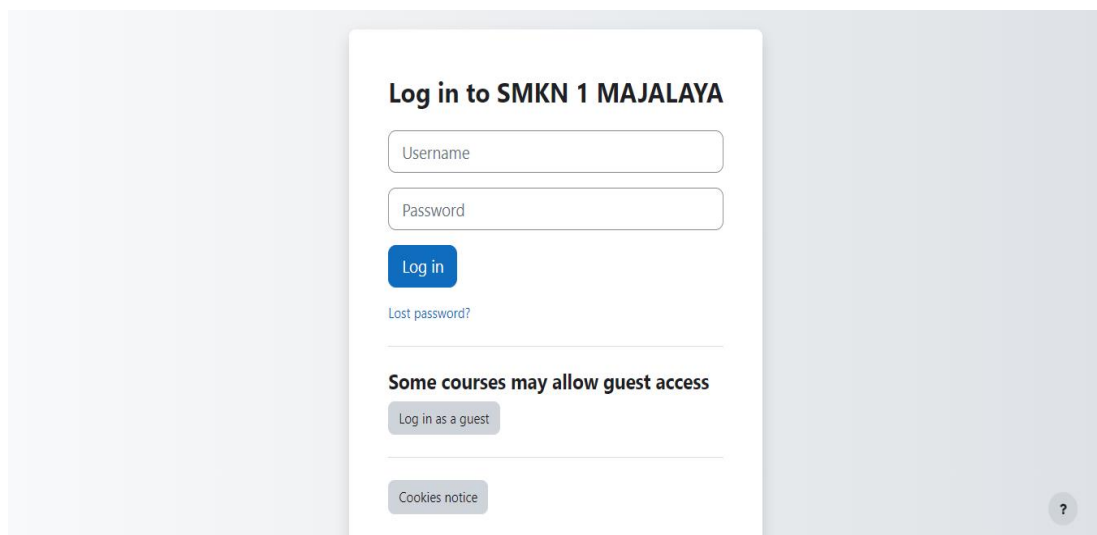 Log in to SMKN 1 MAJALAYA
Username
Password
Log in
Lost password?
Some courses may allow guest access
Log in as a guest
Cookies notice
?